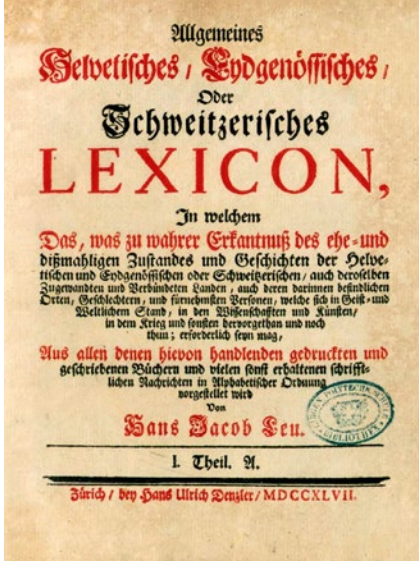 Allgemeines
Helvetisches / Eydgenössisches /
Oder
Schweitzerisches
LEXICON,
In welchem
Das, was zu wahrer Erkantnuß des ehe- und
dißmahligen Zustandes und Geschichten der Helve-
tischen und Eydgenößischen oder Schweitzerischen / auch deroselben
Zugewandten und Verbündeten Landen, auch deren darinnen befindlichen
Orten, Geschlechtern, und fürnehmsten Personen, welche sich in Geist- und
Weltlichem Stand, in den Wissenschafften und Künsten,
in dem Krieg und sonsten hervorgethan und noch
thun; erforderlich seyn mag,
Aus allen denen hievon handlenden gedruckten und
geschriebenen Büchern und vielen sonst erhaltenen schrifft-
lichen Nachrichten in Alphabetischer Ordnung
vorgestellet wird
Von
Hans Jacob Leu.
I. Theil. A.
Zürich / bey Hans Ulrich Denzler / MDCCXLVII.